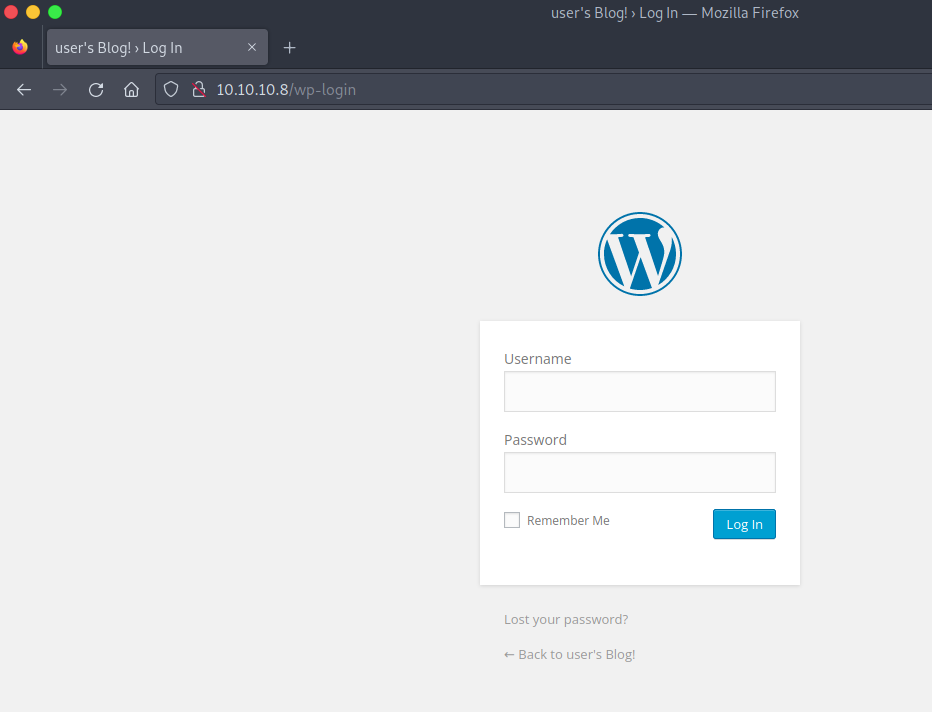 user's Blog! › Log In — Mozilla Firefox
user's Blog! › Log In
10.10.10.8/wp-login
Username
Password
Remember Me
Log In
Lost your password?
← Back to user's Blog!